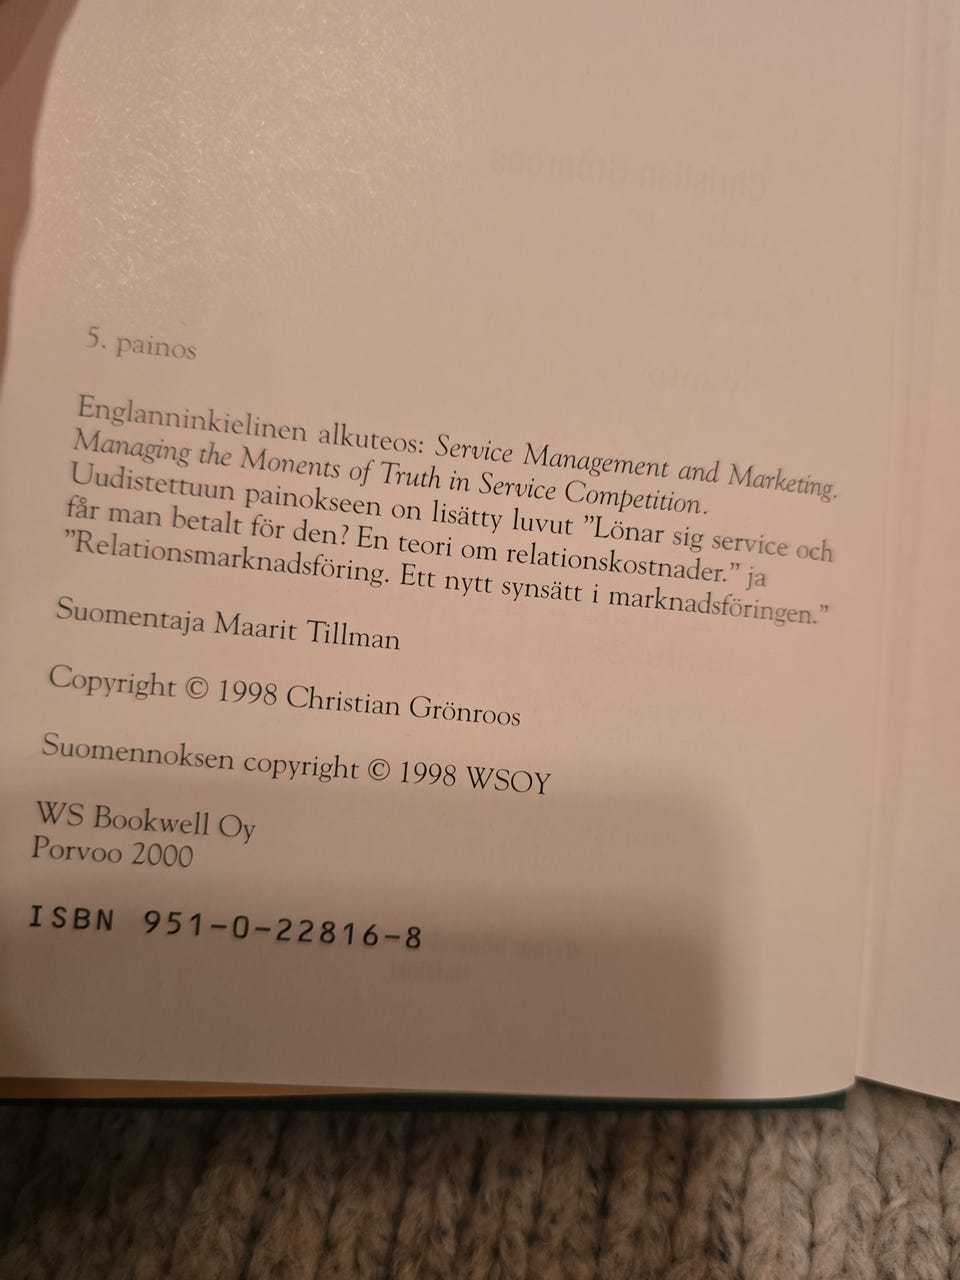 5. painos
Englanninkielinen alkuteos: Service Management and Marketing.
Managing the Monents of Truth in Service Competition.
Uudistettuun painokseen on lisätty luvut ”Lönar sig service och
får man betalt för den? En teori om relationskostnader.” ja
”Relationsmarknadsföring. Ett nytt synsätt i marknadsföringen.”
Suomentaja Maarit Tillman
Copyright © 1998 Christian Grönroos
Suomennoksen copyright © 1998 WSOY
WS Bookwell Oy
Porvoo 2000
ISBN 951-0-22816-8